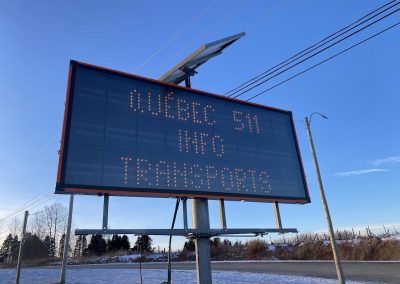 QUÉBEC 511
INFO
TRANSPORTS